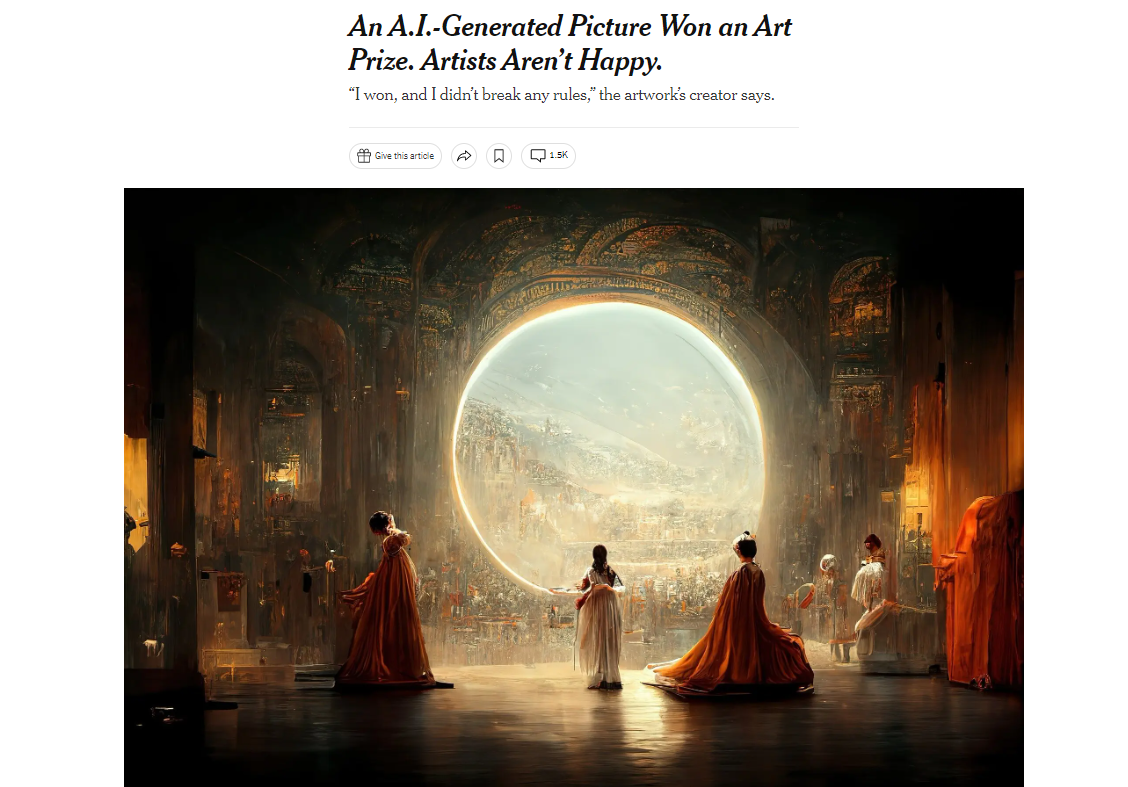 An A.I.-Generated Picture Won an Art
Prize. Artists Aren’t Happy.
“I won, and I didn’t break any rules,” the artwork’s creator says.
Give this article
1.5K